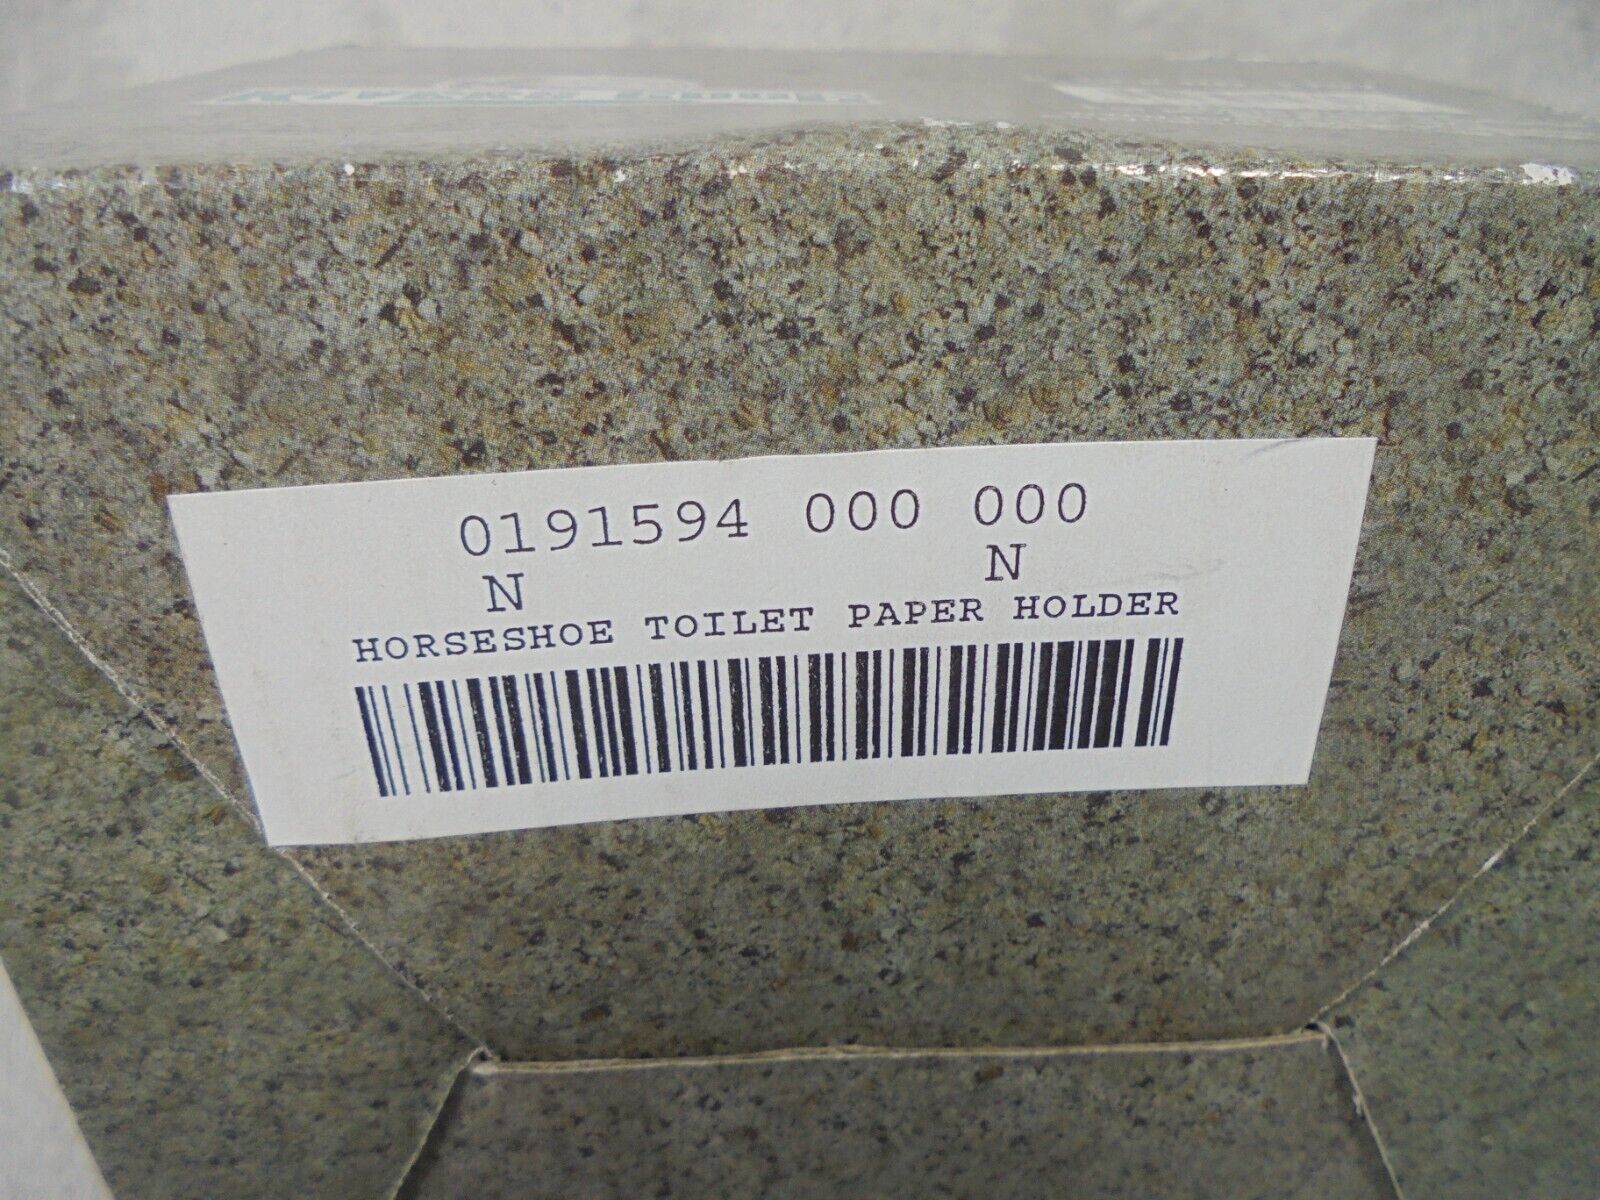 0191594 000 000
N N
HORSESHOE TOILET PAPER HOLDER